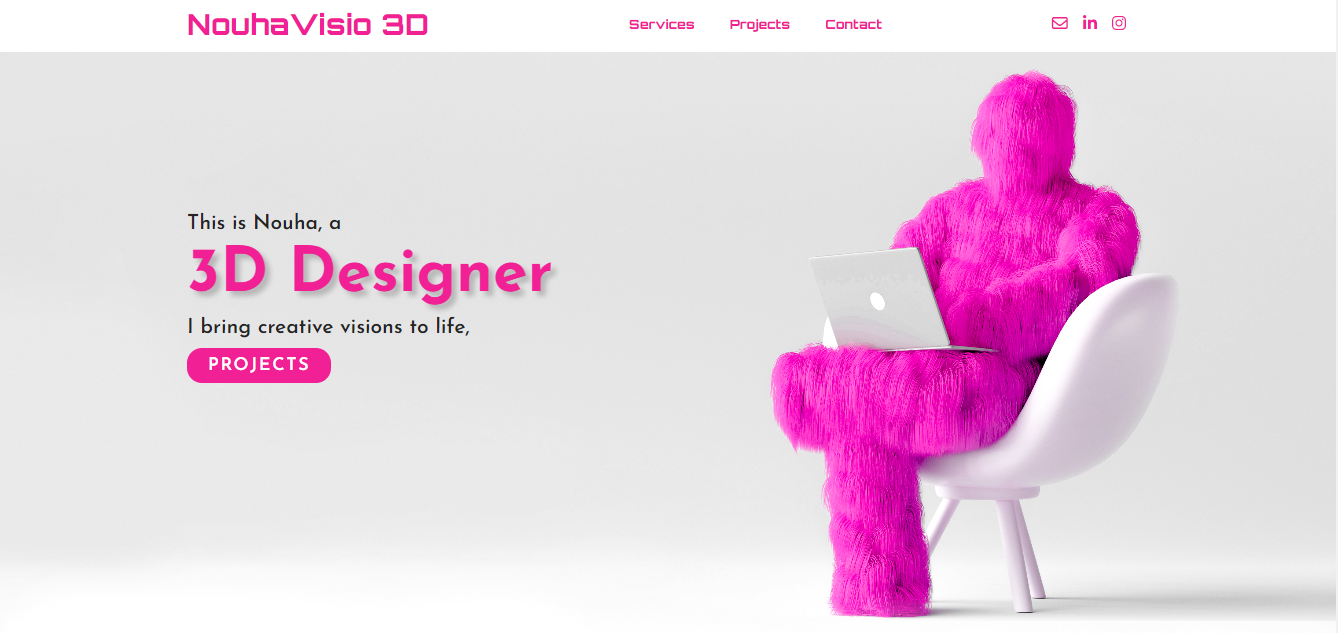 NouhaVisio 3D
Services Projects Contact
This is Nouha, a
3D Designer
I bring creative visions to life,
PROJECTS